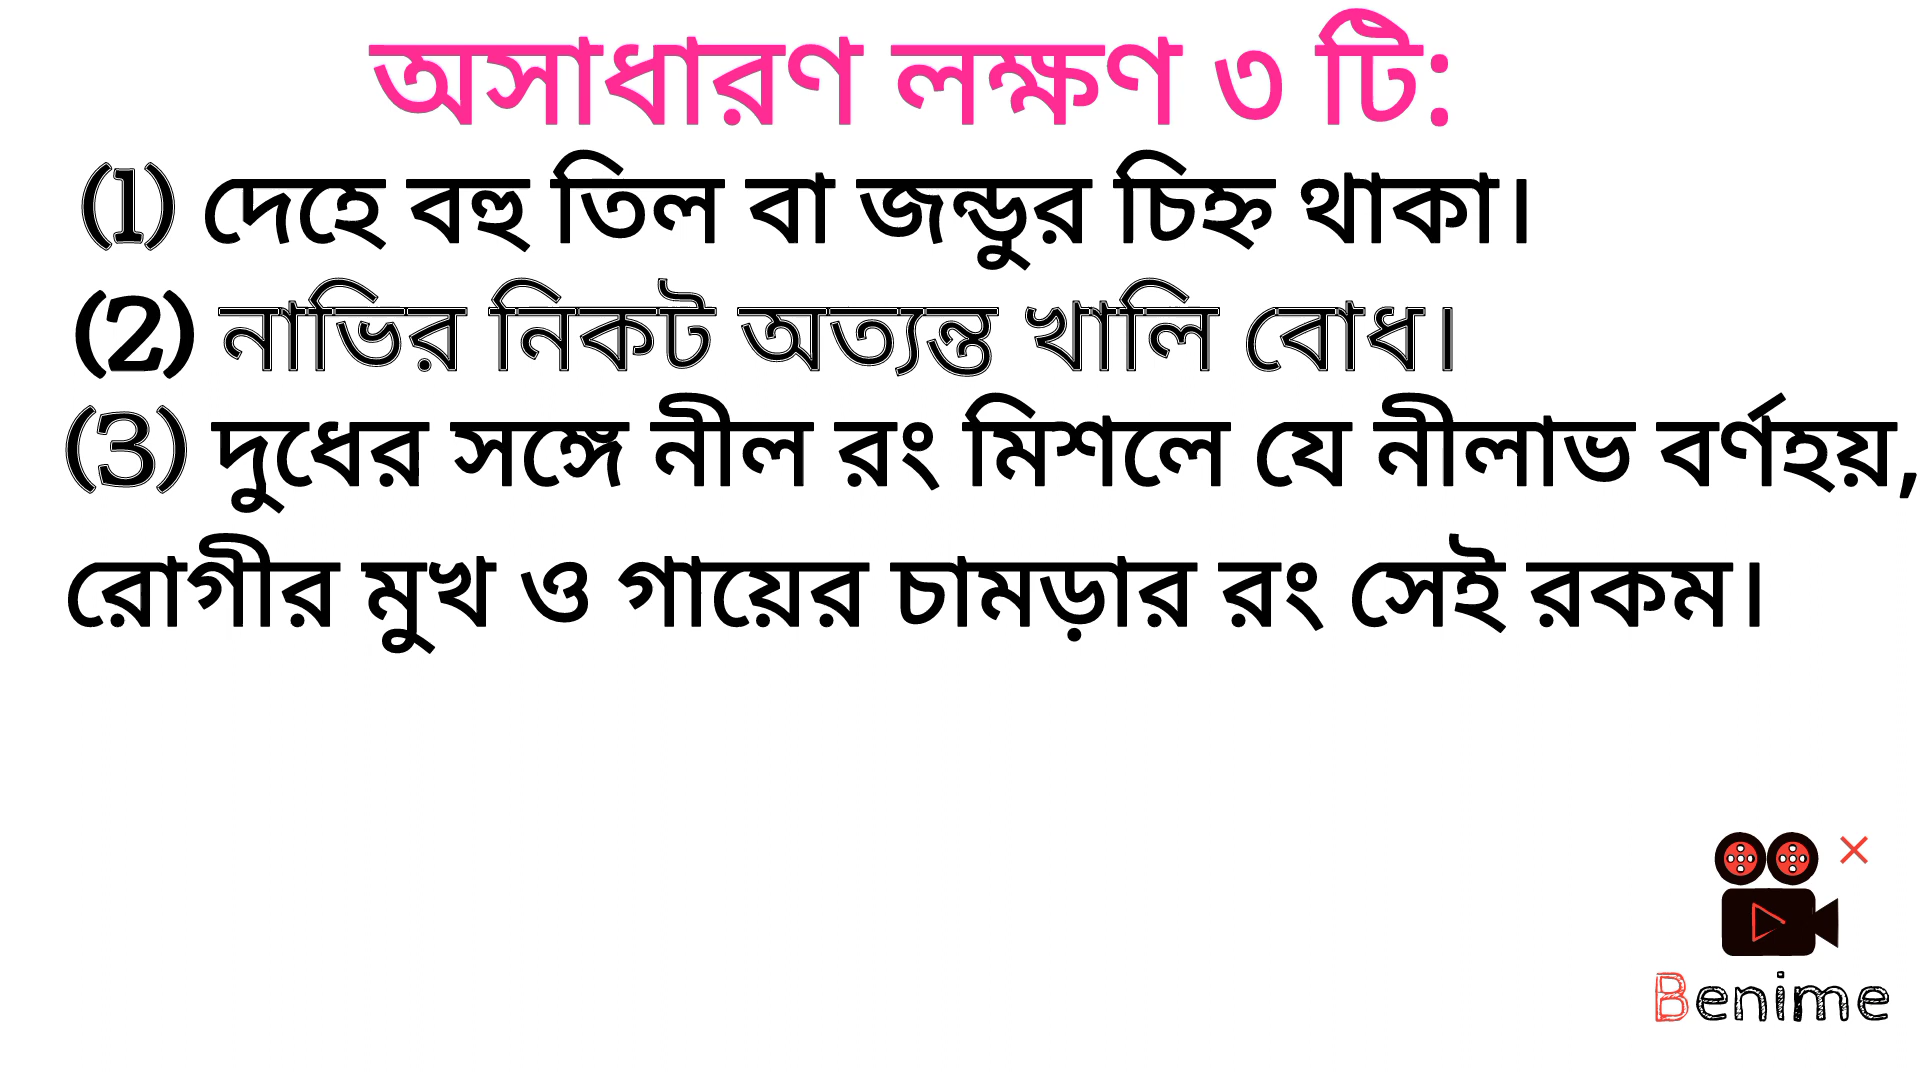 অসাধারণ লক্ষণ ৩ টি:
(1) দেহে বহু তিল বা জন্ডুর চিহ্ন থাকা।
(2) নাভির নিকট অত্যন্ত খালি বোধ।
(3) দুধের সঙ্গে নীল রং মিশলে যে নীলাভ বর্ণহয়,
রোগীর মুখ ও গায়ের চামড়ার রং সেই রকম।
Benime